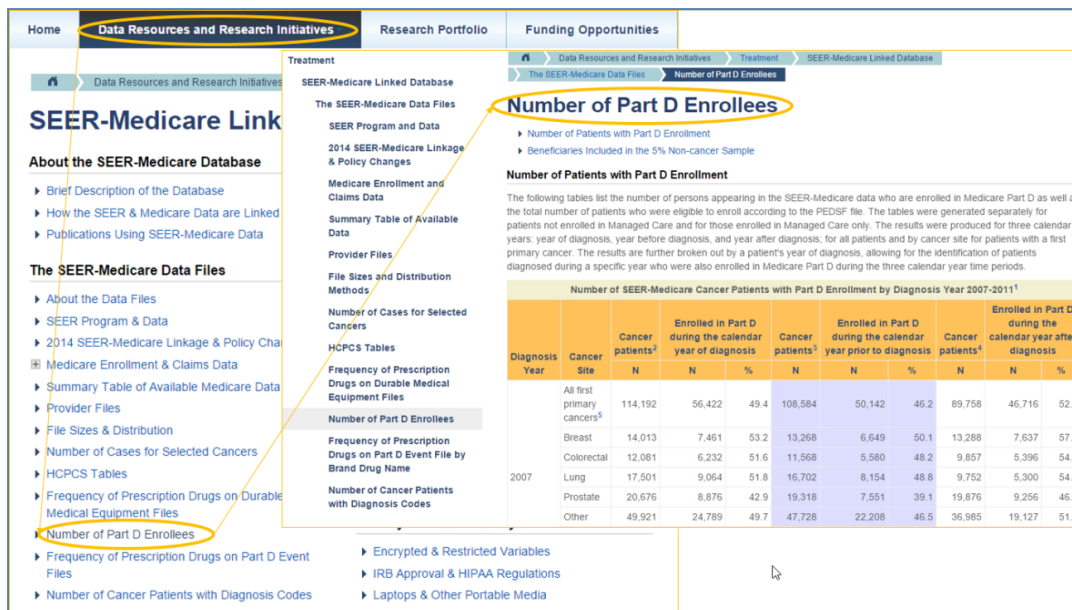 Home
Data Resources and Research Initiatives
Research Portfolio
Funding Opportunities
Data Resources and Research Initiatives
SEER-Medicare Link
About the SEER-Medicare Database
Brief Description of the Database
How the SEER & Medicare Data are Linked
Publications Using SEER-Medicare Data
The SEER-Medicare Data Files
About the Data Files
SEER Program & Data
2014 SEER-Medicare Linkage & Policy Chan
Medicare Enrollment & Claims Data
Summary Table of Available Medicare Data
Provider Files
File Sizes & Distribution
Number of Cases for Selected Cancers
HCPCS Tables
Frequency of Prescription Drugs on Durable
Medical Equipment Files
Number of Part D Enrollees
Frequency of Prescription Drugs on Part D Event
Files
Number of Cancer Patients with Diagnosis Codes
Encrypted & Restricted Variables
IRB Approval & HIPAA Regulations
Laptops & Other Portable Media
Treatment
SEER-Medicare Linked Database
The SEER-Medicare Data Files
SEER Program and Data
2014 SEER-Medicare Linkage
& Policy Changes
Medicare Enrollment and
Claims Data
Summary Table of Available
Data
Provider Files
File Sizes and Distribution
Methods
Number of Cases for Selected
Cancers
HCPCS Tables
Frequency of Prescription
Drugs on Durable Medical
Equipment Files
Number of Part D Enrollees
Frequency of Prescription
Drugs on Part D Event File by
Brand Drug Name
Number of Cancer Patients
with Diagnosis Codes
Data Resources and Research Initiatives Treatment SEER-Medicare Linked Database
The SEER-Medicare Data Files Number of Part D Enrollees
Number of Part D Enrollees
Number of Patients with Part D Enrollment
Beneficiaries Included in the 5% Non-cancer Sample
Number of Patients with Part D Enrollment
The following tables list the number of persons appearing in the SEER-Medicare data who are enrolled in Medicare Part D as well a
the total number of patients who were eligible to enroll according to the PEDSF file. The tables were generated separately for
patients not enrolled in Managed Care and for those enrolled in Managed Care only. The results were produced for three calendar
years: year of diagnosis, year before diagnosis, and year after diagnosis; for all patients and by cancer site for patients with a first
primary cancer. The results are further broken out by a patient's year of diagnosis, allowing for the identification of patients
diagnosed during a specific year who were also enrolled in Medicare Part D during the three calendar year time periods.
Number of SEER-Medicare Cancer Patients with Part D Enrollment by Diagnosis Year 2007-2011¹
Diagnosis Year
Cancer Site
Cancer patients²
Enrolled in Part D during the calendar year of diagnosis
Cancer patients³
Enrolled in Part D during the calendar year prior to diagnosis
Cancer patients⁴
Enrolled in Part D during the calendar year after diagnosis
N N % N N % N N %
2007
All first primary cancers⁵ 114,192 56,422 49.4 108,584 50,142 46.2 89,758 46,716 52.
Breast 14,013 7,461 53.2 13,268 6,649 50.1 13,288 7,637 57.
Colorectal 12,081 6,232 51.6 11,568 5,580 48.2 9,857 5,396 54.
Lung 17,501 9,064 51.8 16,702 8,154 48.8 9,752 5,300 54.
Prostate 20,676 8,876 42.9 19,318 7,551 39.1 19,876 9,256 46.
Other 49,921 24,789 49.7 47,728 22,208 46.5 36,985 19,127 51.